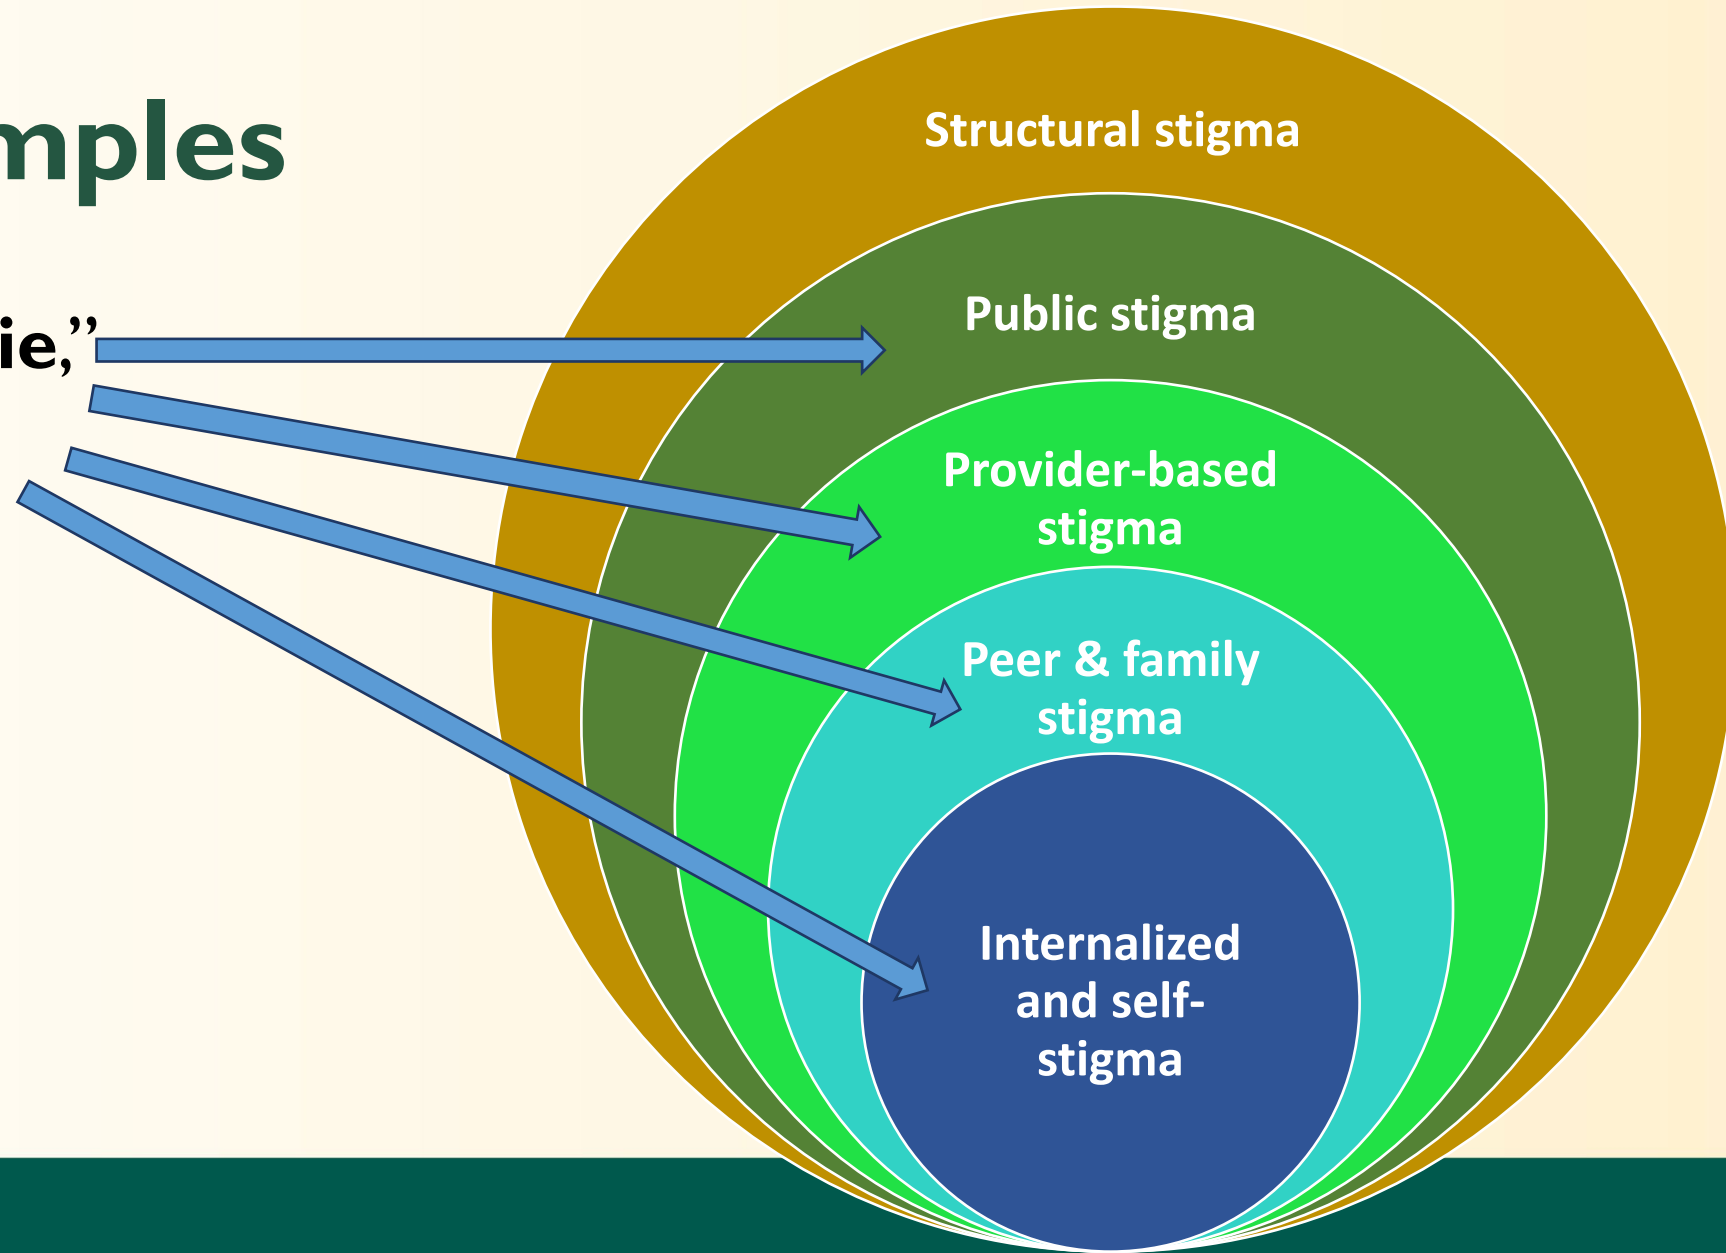 mples
ie,”
Structural stigma
Public stigma
Provider-based
stigma
Peer & family
stigma
Internalized
and self-
stigma